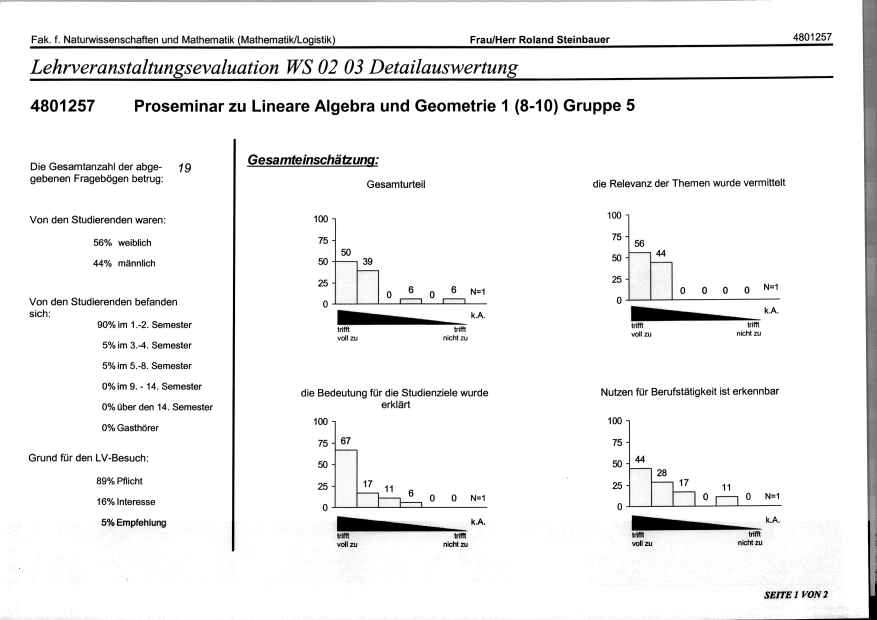 Fak. f. Naturwissenschaften und Mathematik (Mathematik/Logistik) Frau/Herr Roland Steinbauer 4801257
Lehrveranstaltungsevaluation WS 02 03 Detailauswertung
4801257 Proseminar zu Lineare Algebra und Geometrie 1 (8-10) Gruppe 5
Die Gesamtanzahl der abge- 19
gebenen Fragebögen betrug:
Von den Studierenden waren:
56% weiblich
44% männlich
Von den Studierenden befanden
sich:
90% im 1.-2. Semester
5% im 3.-4. Semester
5% im 5.-8. Semester
0% im 9. - 14. Semester
0% über den 14. Semester
0% Gasthörer
Grund für den LV-Besuch:
89% Pflicht
16% Interesse
5% Empfehlung
Gesamteinschätzung:
Gesamturteil
100
75
50
25
0
50 39 0 6 0 6 N=1
k.A.
trifft trifft
voll zu nicht zu
die Relevanz der Themen wurde vermittelt
100
75
50
25
0
56 44 0 0 0 0 N=1
k.A.
trifft trifft
voll zu nicht zu
die Bedeutung für die Studienziele wurde
erklärt
100
75
50
25
0
67 17 11 6 0 0 N=1
k.A.
trifft trifft
voll zu nicht zu
Nutzen für Berufstätigkeit ist erkennbar
100
75
50
25
0
44 28 17 0 11 0 N=1
k.A.
trifft trifft
voll zu nicht zu
SEITE 1 VON 2